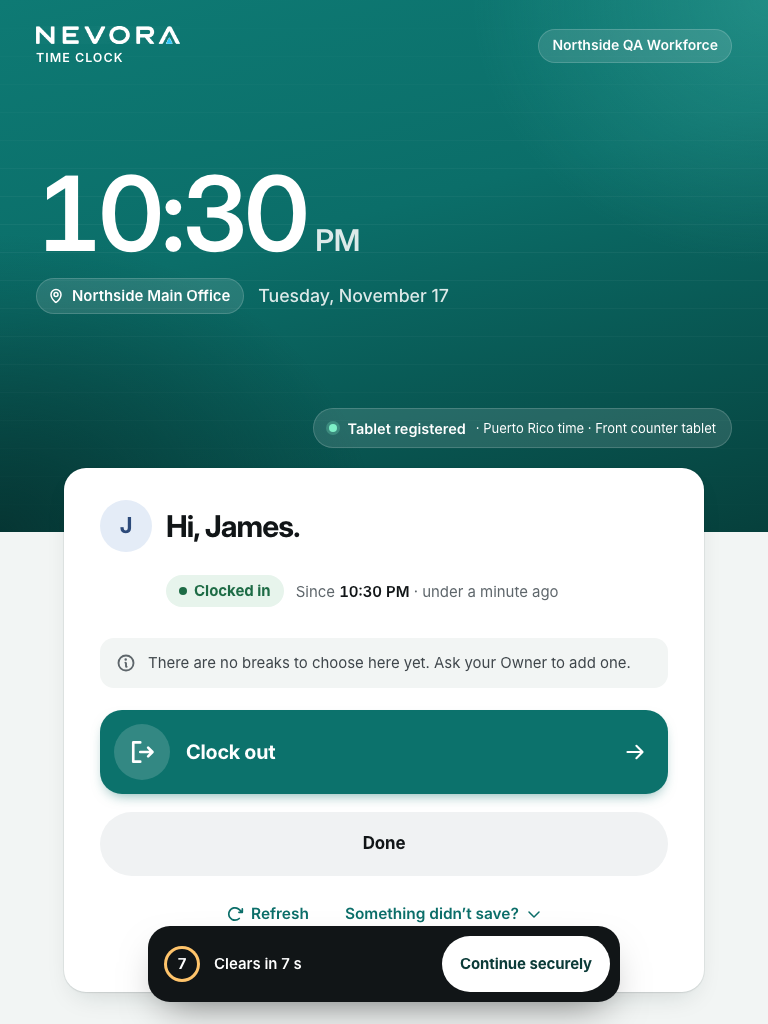 NEVORA
TIME CLOCK
Northside QA Workforce
10:30 PM
Northside Main Office
Tuesday, November 17
Tablet registered · Puerto Rico time · Front counter tablet
J
Hi, James.
Clocked in
Since 10:30 PM · under a minute ago
There are no breaks to choose here yet. Ask your Owner to add one.
Clock out
Done
Refresh
Something didn’t save?
7
Clears in 7 s
Continue securely